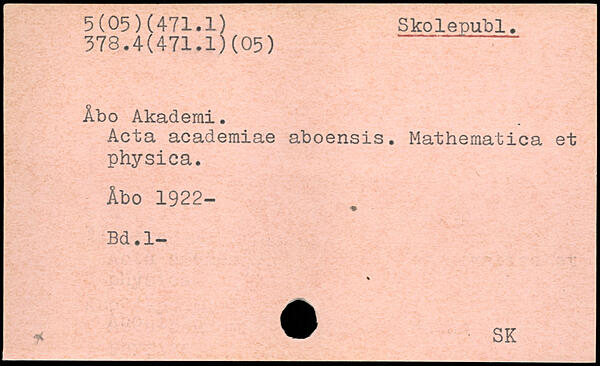 5(05)(471.1) Skolepubl.
378.4(471.1)(05)
Åbo Akademi.
Acta academiae aboensis. Mathematica et
physica.
Åbo 1922-
Bd.1-
SK